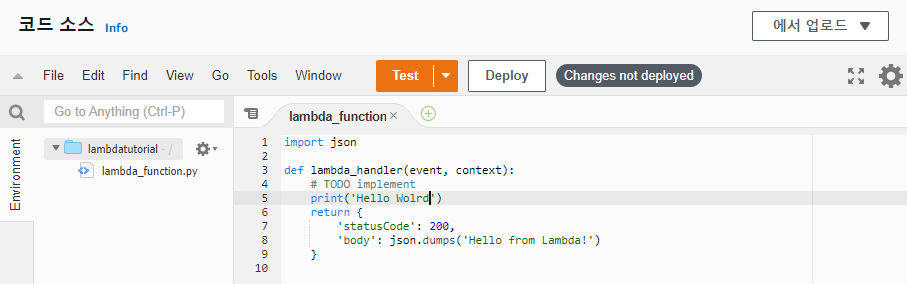 코드 소스 Info
에서 업로드
File Edit Find View Go Tools Window Test Deploy Changes not deployed
Go to Anything (Ctrl-P)
lambda_function
Environment
lambdatutorial - /
lambda_function.py
1 import json
2
3 def lambda_handler(event, context):
4 # TODO implement
5 print('Hello Wolrd')
6 return {
7 'statusCode': 200,
8 'body': json.dumps('Hello from Lambda!')
9 }
10